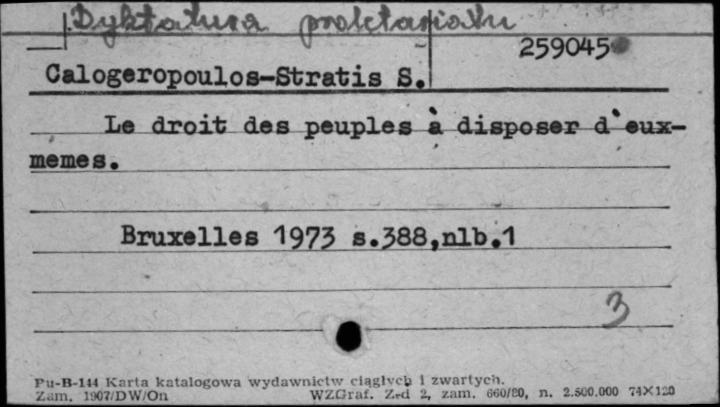 Dyktatura proletariatu
259045
Calogeropoulos-Stratis S.
Le droit des peuples à disposer d'eux-
memes.
Bruxelles 1973 s.388,nlb.1
3
Pu-B-144 Karta katalogowa wydawnictw ciągłych i zwartych.
Zam. 1907/DW/On WZGraf. Z-d 2, zam. 660/80, n. 2.500.000 74×120